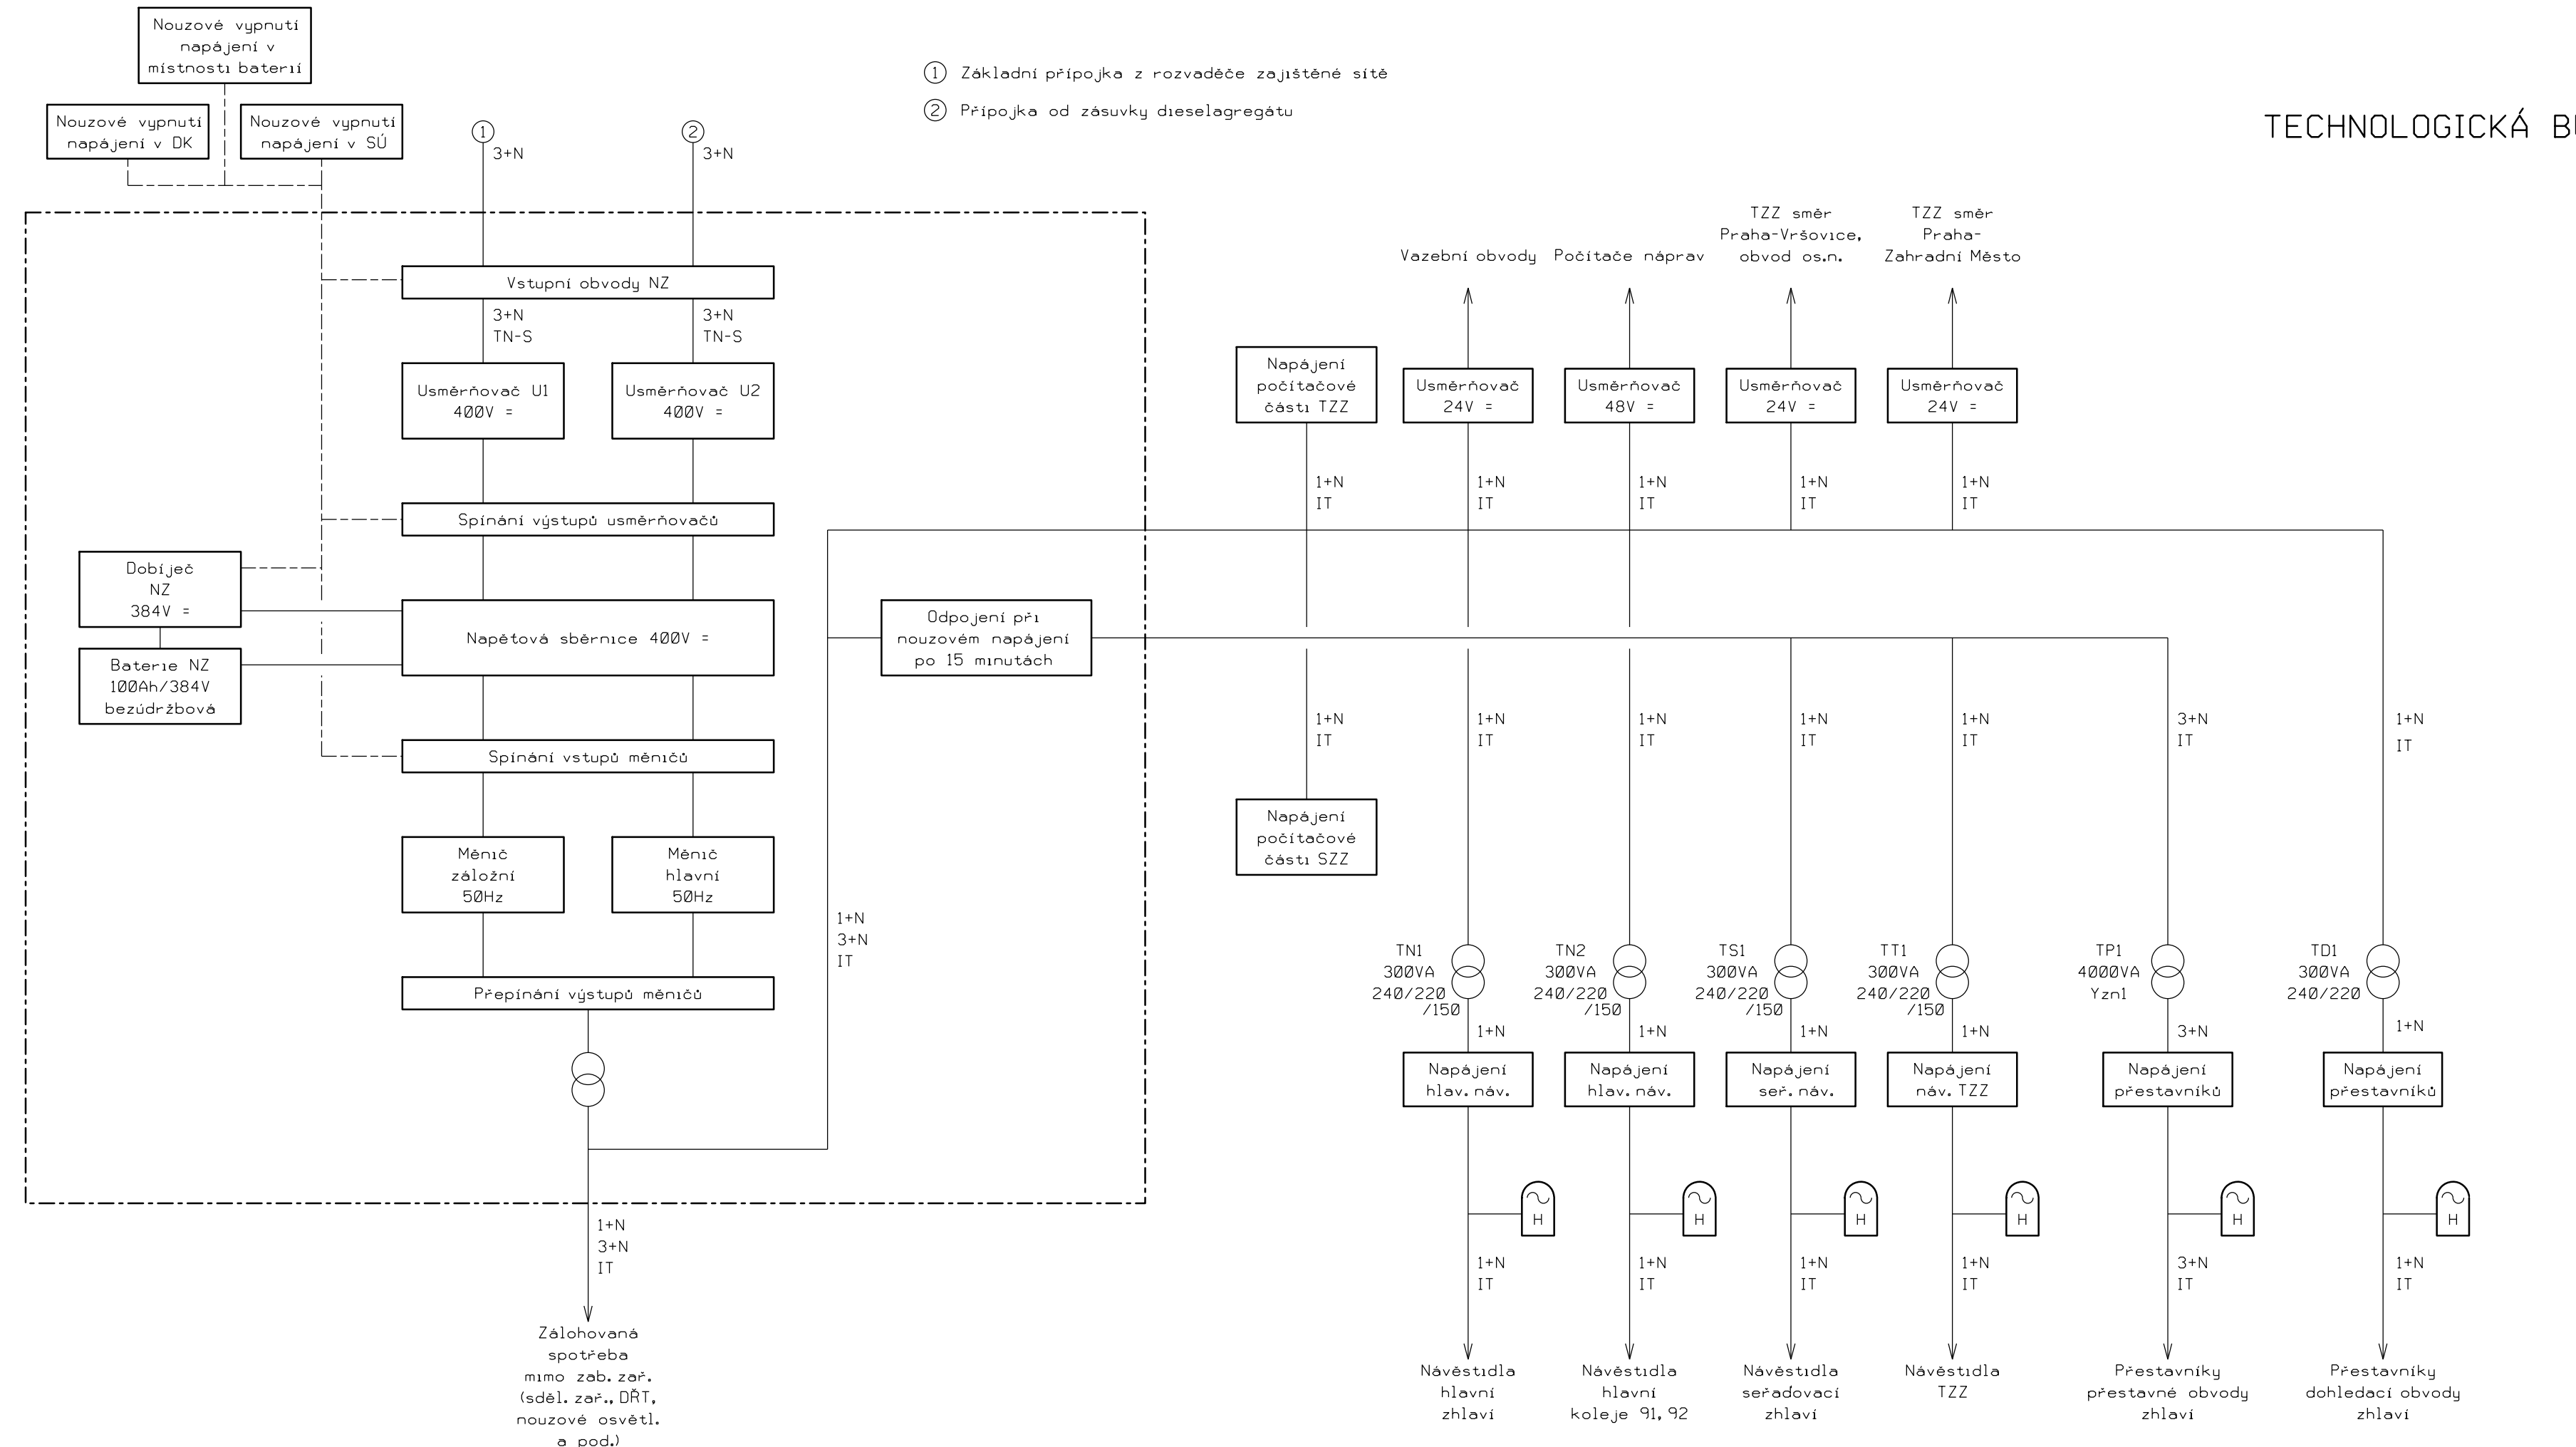 Nouzové vypnutí
napájení v
místnosti baterií
Nouzové vypnutí
napájení v DK
Nouzové vypnutí
napájení v SÚ
1
3+N
2
3+N
1 Základní přípojka z rozvaděče zajištěné sítě
2 Přípojka od zásuvky dieselagregátu
TECHNOLOGICKÁ
Vstupní obvody NZ
3+N
TN-S
3+N
TN-S
Usměrňovač U1
400V =
Usměrňovač U2
400V =
Spínání výstupů usměrňovačů
Dobíječ
NZ
384V =
Napěťová sběrnice 400V =
Baterie NZ
100Ah/384V
bezúdržbová
Spínání vstupů měničů
Měnič
záložní
50Hz
Měnič
hlavní
50Hz
Přepínání výstupů měničů
1+N
3+N
IT
Odpojení při
nouzovém napájení
po 15 minutách
1+N
3+N
IT
Zálohovaná
spotřeba
mimo zab. zař.
(sděl. zař., DŘT,
nouzové osvětl.
a pod.)
Vazební obvody
Počítače náprav
TZZ směr
Praha-Vršovice,
obvod os.n.
TZZ směr
Praha-
Zahradní Město
Napájení
počítačové
části TZZ
Usměrňovač
24V =
Usměrňovač
48V =
Usměrňovač
24V =
Usměrňovač
24V =
1+N
IT
1+N
IT
1+N
IT
1+N
IT
1+N
IT
1+N
IT
1+N
IT
1+N
IT
1+N
IT
1+N
IT
3+N
IT
1+N
IT
Napájení
počítačové
části SZZ
TN1
300VA
240/220
/150
TN2
300VA
240/220
/150
TS1
300VA
240/220
/150
TT1
300VA
240/220
/150
TP1
4000VA
Yzn1
TD1
300VA
240/220
1+N
1+N
1+N
1+N
3+N
1+N
Napájení
hlav. náv.
Napájení
hlav. náv.
Napájení
seř. náv.
Napájení
náv. TZZ
Napájení
přestavníků
Napájení
přestavníků
H
H
H
H
H
H
1+N
IT
1+N
IT
1+N
IT
1+N
IT
3+N
IT
1+N
IT
Návěstidla
hlavní
zhlaví
Návěstidla
hlavní
koleje 91, 92
Návěstidla
seřaďovací
zhlaví
Návěstidla
TZZ
Přestavníky
přestavné obvody
zhlaví
Přestavníky
dohledací obvody
zhlaví